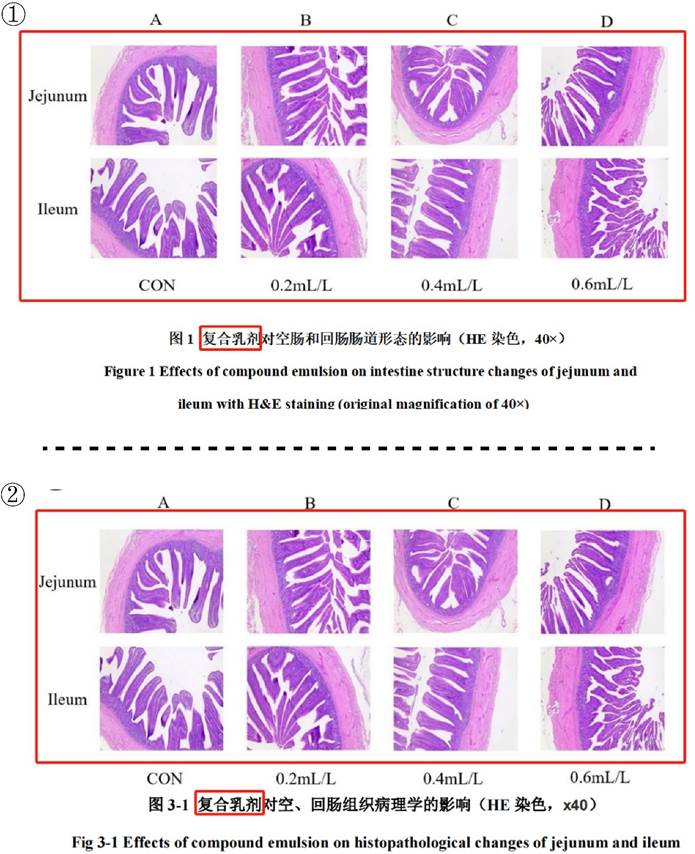 ①
A B C D
Jejunum
Ileum
CON 0.2mL/L 0.4mL/L 0.6mL/L
图 1 复合乳剂对空肠和回肠肠道形态的影响（HE 染色，40×）
Figure 1 Effects of compound emulsion on intestine structure changes of jejunum and
ileum with H&E staining (original magnification of 40×)
②
A B C D
Jejunum
Ileum
CON 0.2mL/L 0.4mL/L 0.6mL/L
图 3-1 复合乳剂对空、回肠组织病理学的影响（HE 染色，x40）
Fig 3-1 Effects of compound emulsion on histopathological changes of jejunum and ileum